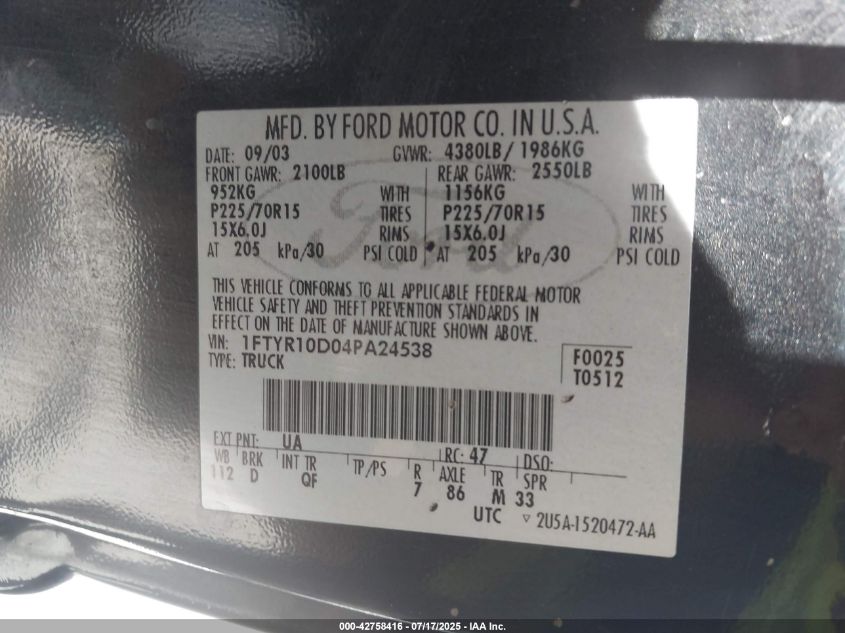 MFD. BY FORD MOTOR CO. IN U.S.A.
DATE: 09/03 GVWR: 4380LB/ 1986KG
FRONT GAWR: 2100LB REAR GAWR: 2550LB
952KG WITH 1156KG WITH
P225/70R15 TIRES P225/70R15 TIRES
15X6.0J RIMS 15X6.0J RIMS
AT 205 kPa/30 PSI COLD AT 205 kPa/30 PSI COLD
Ford
THIS VEHICLE CONFORMS TO ALL APPLICABLE FEDERAL MOTOR
VEHICLE SAFETY AND THEFT PREVENTION STANDARDS IN
EFFECT ON THE DATE OF MANUFACTURE SHOWN ABOVE.
VIN: 1FTYR10D04PA24538
TYPE: TRUCK
F0025
T0512
EXT PNT: UA RC: 47 DSO:
WB BRK INT TR TP/PS R AXLE TR SPR
112 D QF 7 86 M 33
UTC ▽ 2U5A-1520472-AA
000-42758416 - 07/17/2025 - IAA Inc.